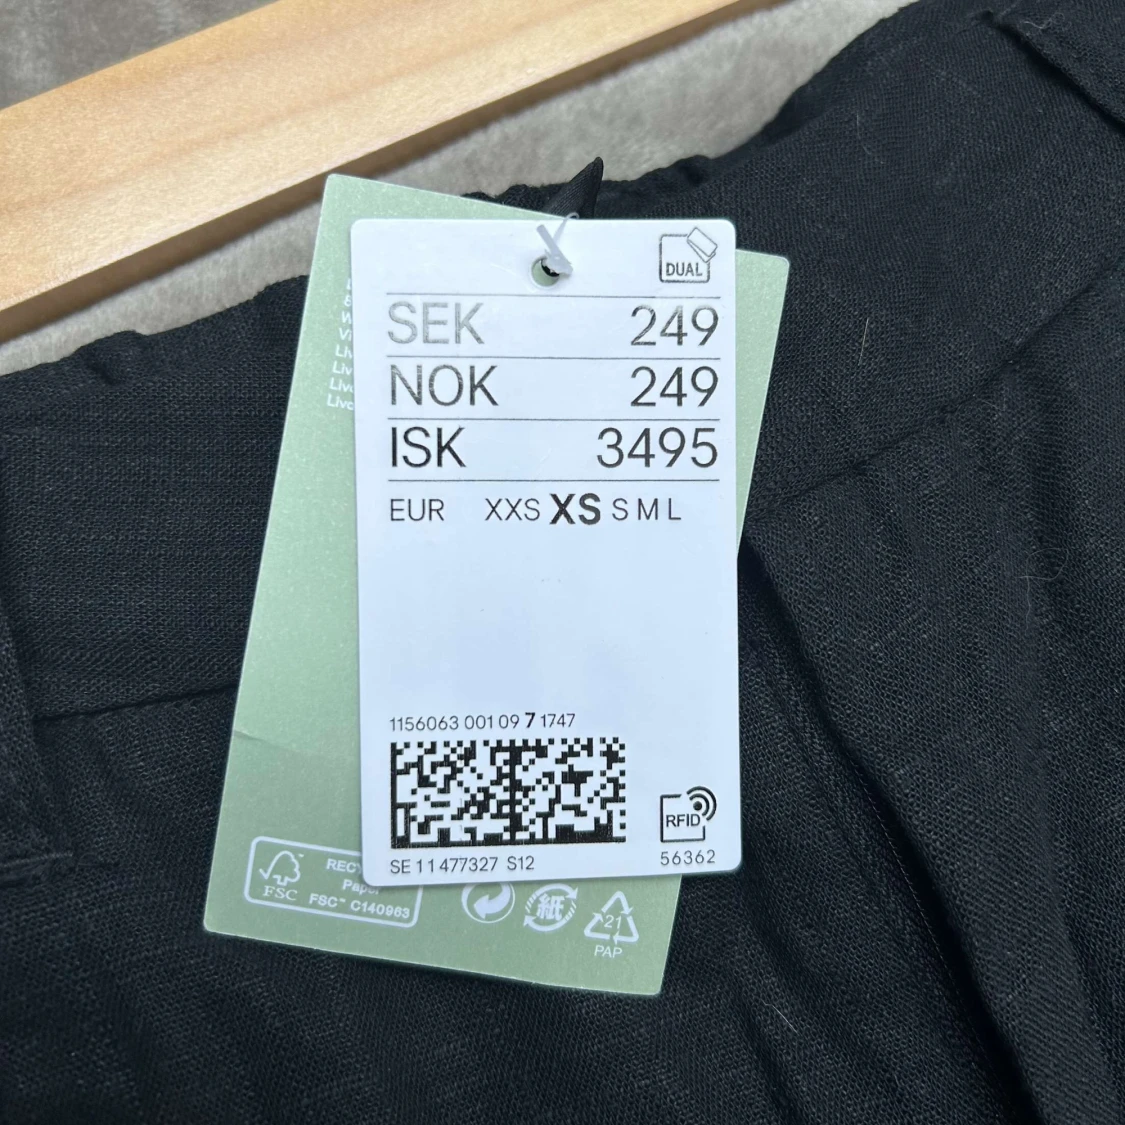 DUAL
SEK 249
NOK 249
ISK 3495
EUR XXS XS S M L
1156063 001 09 7 1747
RFID
SE 11 477327 S12
56362
FSC
Paper
FSC™ C140963
紙
21
PAP